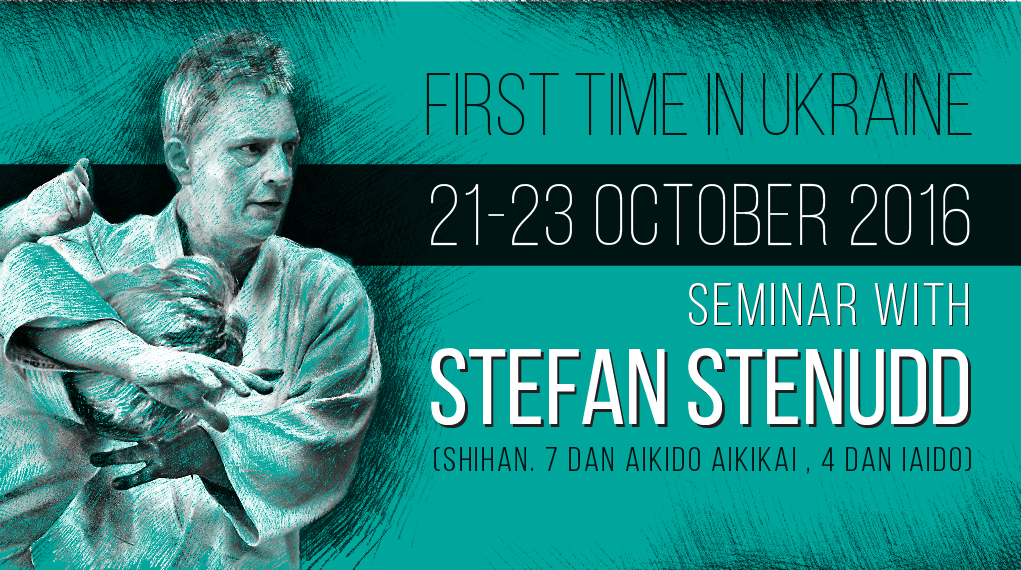 FIRST TIME IN UKRAINE
21-23 OCTOBER 2016
SEMINAR WITH
STEFAN STENUDD
(SHIHAN. 7 DAN AIKIDO AIKIKAI , 4 DAN IAIDO)